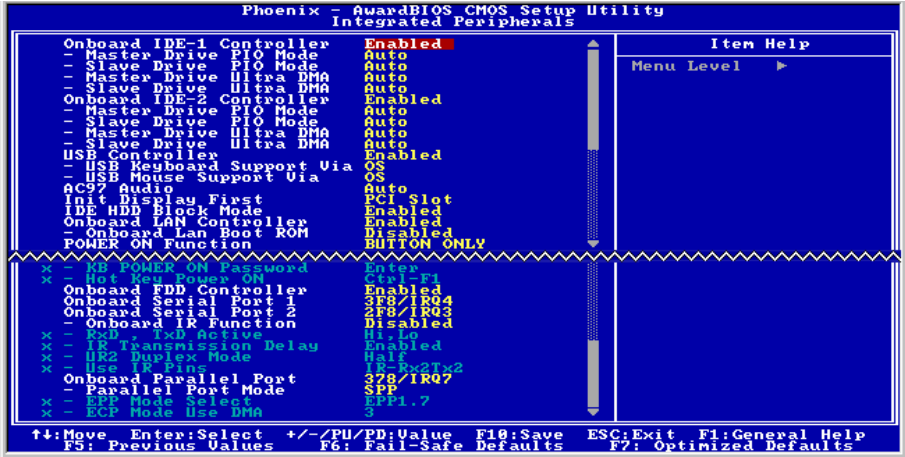 Phoenix - AwardBIOS CMOS Setup Utility
Integrated Peripherals
Onboard IDE-1 Controller Enabled
- Master Drive PIO Mode Auto
- Slave Drive PIO Mode Auto
- Master Drive Ultra DMA Auto
- Slave Drive Ultra DMA Auto
Onboard IDE-2 Controller Enabled
- Master Drive PIO Mode Auto
- Slave Drive PIO Mode Auto
- Master Drive Ultra DMA Auto
- Slave Drive Ultra DMA Auto
USB Controller Enabled
- USB Keyboard Support Via OS
- USB Mouse Support Via OS
AC97 Audio Auto
Init Display First PCI Slot
IDE HDD Block Mode Enabled
Onboard LAN Controller Enabled
- Onboard Lan Boot ROM Disabled
POWER ON Function BUTTON ONLY
x - KB POWER ON Password Enter
x - Hot Key Power ON Ctrl-F1
Onboard FDD Controller Enabled
Onboard Serial Port 1 3F8/IRQ4
Onboard Serial Port 2 2F8/IRQ3
- Onboard IR Function Disabled
x - RxD , TxD Active Hi,Lo
x - IR Transmission Delay Enabled
x - UR2 Duplex Mode Half
x - Use IR Pins IR-Rx2Tx2
Onboard Parallel Port 378/IRQ7
- Parallel Port Mode SPP
x - EPP Mode Select EPP1.7
x - ECP Mode Use DMA 3
Item Help
Menu Level ►
↑↓:Move Enter:Select +/-/PU/PD:Value F10:Save ESC:Exit F1:General Help
F5: Previous Values F6: Fail-Safe Defaults F7: Optimized Defaults